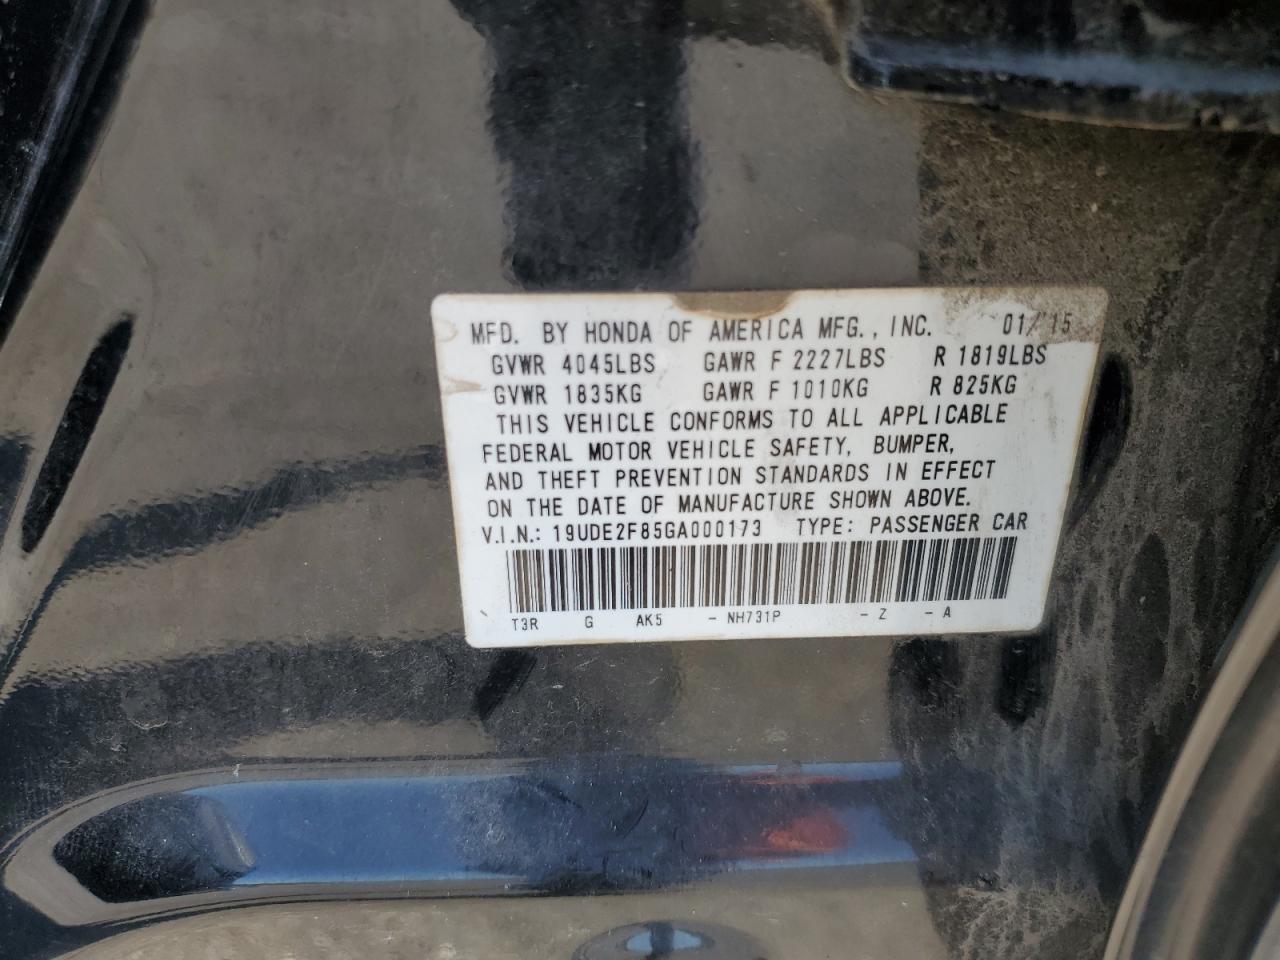 MFD. BY HONDA OF AMERICA MFG., INC. 01/'15
GVWR 4045LBS GAWR F 2227LBS R 1819LBS
GVWR 1835KG GAWR F 1010KG R 825KG
THIS VEHICLE CONFORMS TO ALL APPLICABLE
FEDERAL MOTOR VEHICLE SAFETY, BUMPER,
AND THEFT PREVENTION STANDARDS IN EFFECT
ON THE DATE OF MANUFACTURE SHOWN ABOVE.
V.I.N.: 19UDE2F85GA000173 TYPE: PASSENGER CAR
T3R G AK5 - NH731P - Z - A